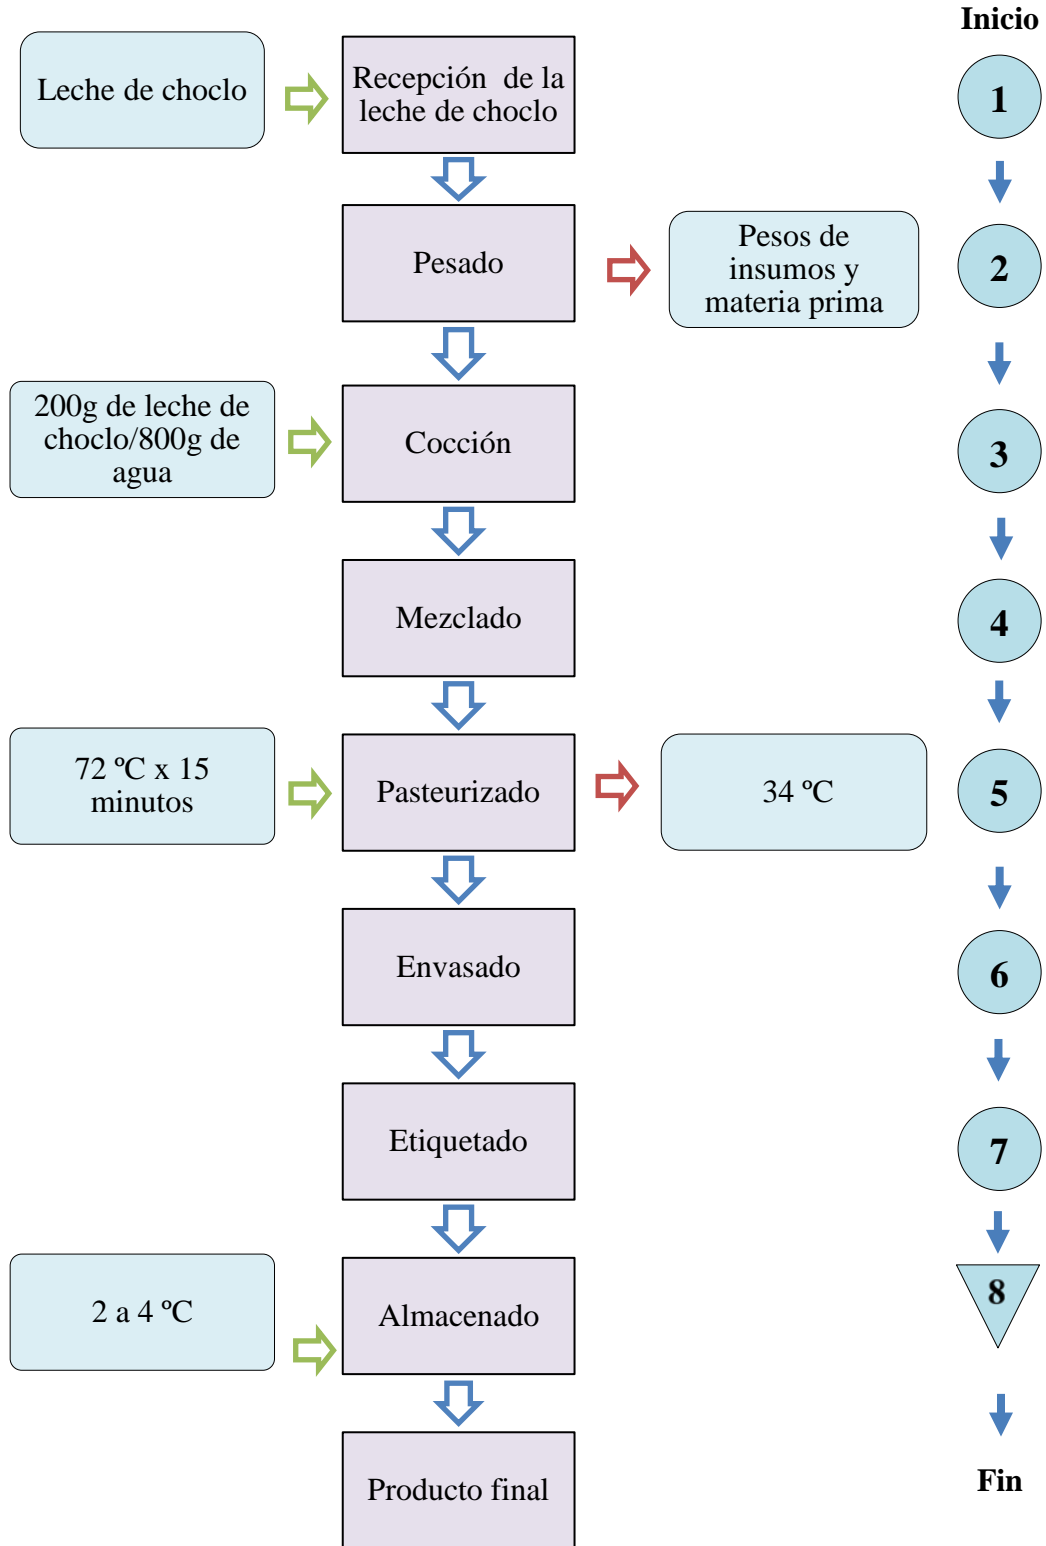 Inicio
Leche de choclo
Recepción de la
leche de choclo
1
Pesado
Pesos de
insumos y
materia prima
2
200g de leche de
choclo/800g de
agua
Cocción
3
Mezclado
4
72 ºC x 15
minutos
Pasteurizado
34 ºC
5
Envasado
6
Etiquetado
7
2 a 4 ºC
Almacenado
8
Producto final
Fin